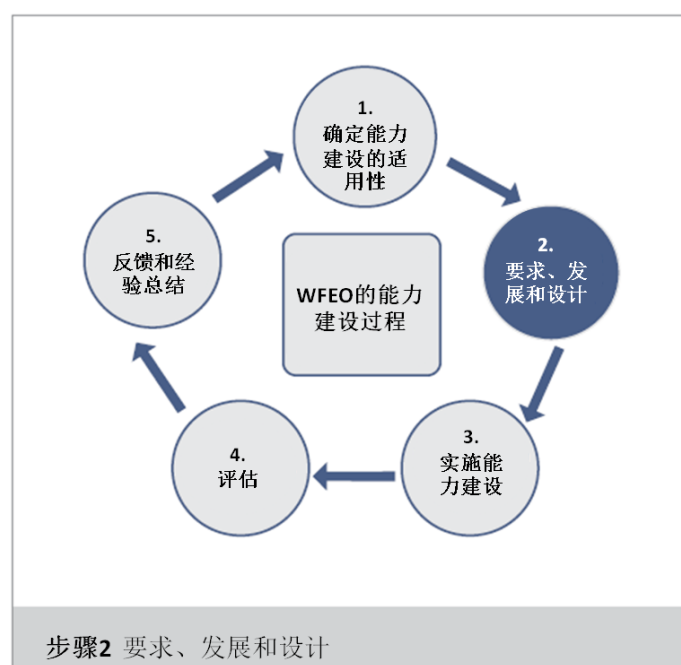 1.
确定能力
建设的适
用性
2.
要求、发
展和设计
3.
实施能
力建设
4.
评估
5.
反馈和经
验总结
WFEO的能力
建设过程
步骤2 要求、发展和设计